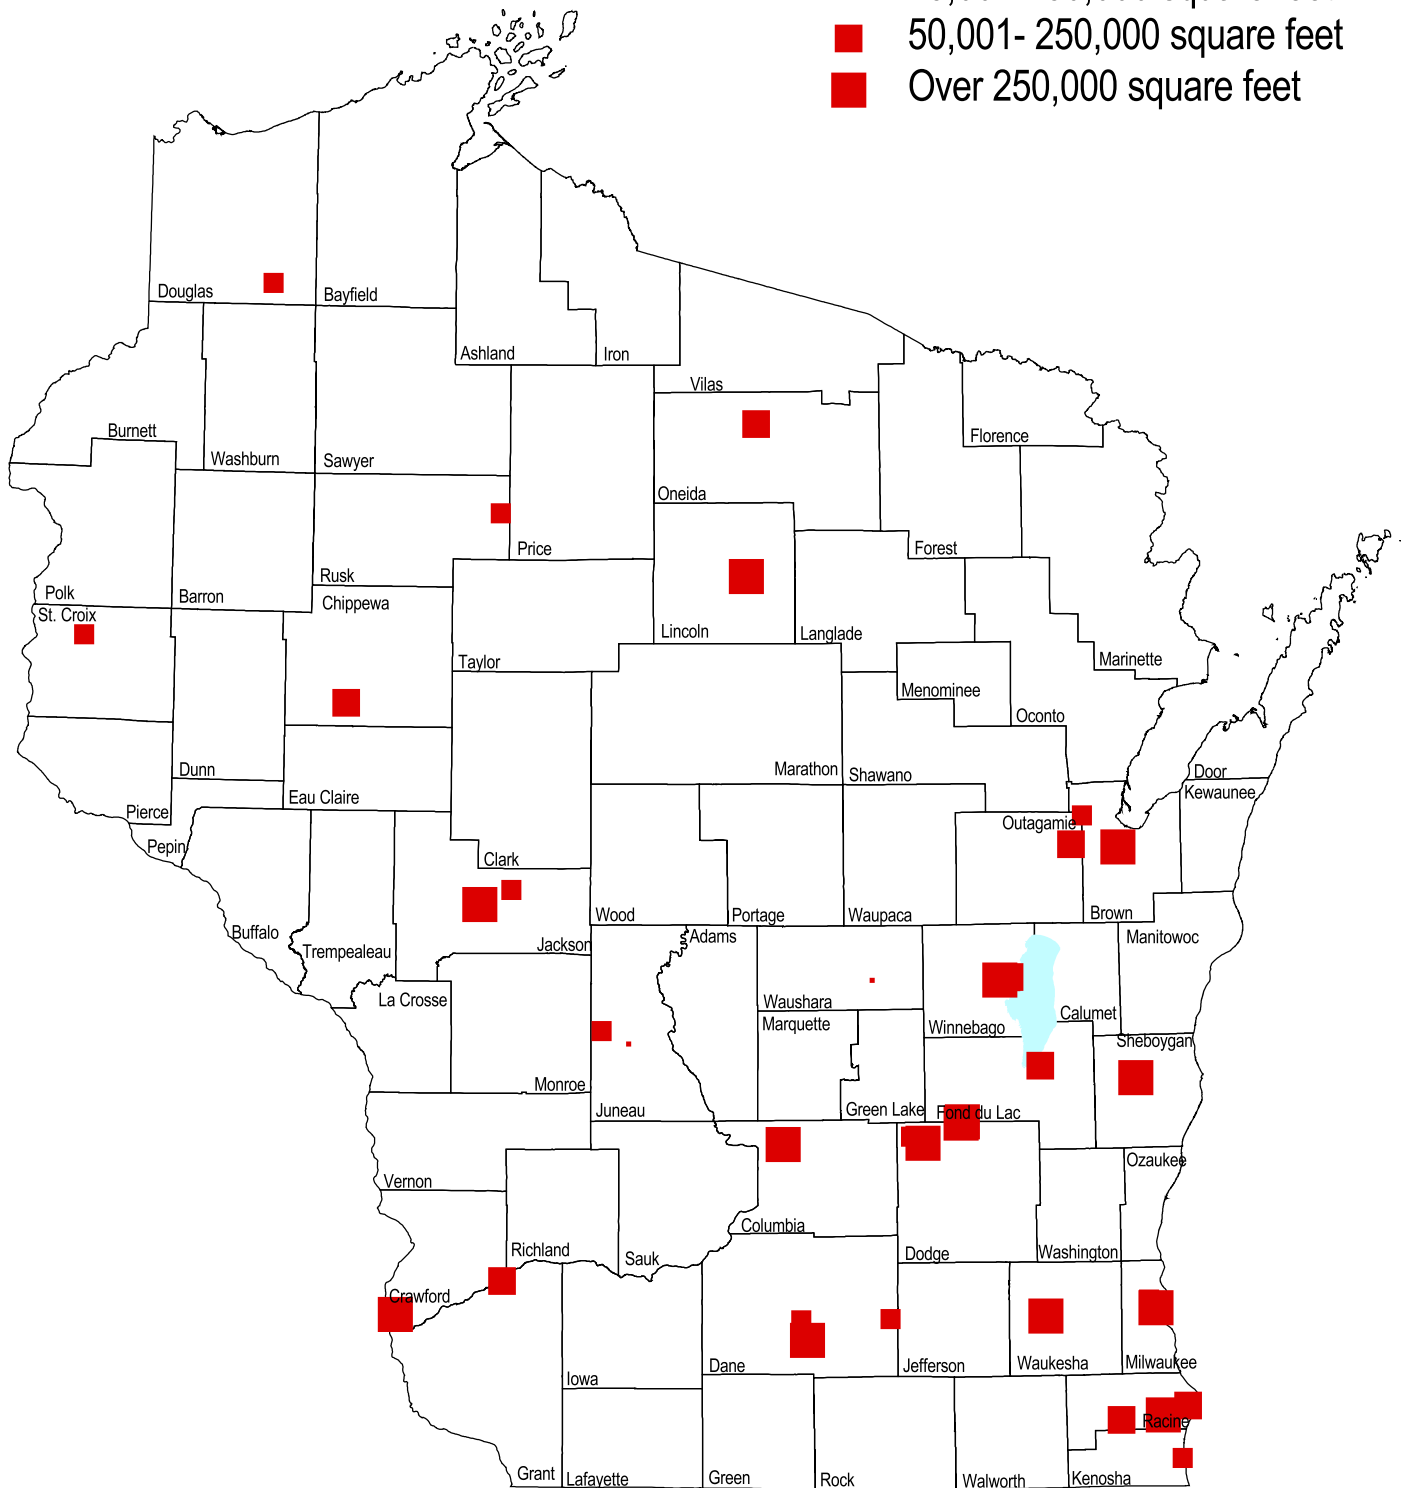 50,001- 250,000 square feet
Over 250,000 square feet
Douglas
Bayfield
Ashland
Iron
Vilas
Burnett
Washburn
Sawyer
Florence
Oneida
Price
Forest
Rusk
Polk
Barron
Chippewa
St. Croix
Lincoln
Langlade
Taylor
Marinette
Menominee
Oconto
Dunn
Marathon
Shawano
Door
Eau Claire
Kewaunee
Pierce
Outagamie
Pepin
Clark
Wood
Portage
Waupaca
Brown
Buffalo
Adams
Manitowoc
Jackson
Trempealeau
La Crosse
Waushara
Calumet
Marquette
Winnebago
Sheboygan
Monroe
Juneau
Green Lake
Fond du Lac
Ozaukee
Vernon
Columbia
Richland
Sauk
Dodge
Washington
Crawford
Dane
Jefferson
Waukesha
Milwaukee
Iowa
Racine
Grant
Lafayette
Green
Rock
Walworth
Kenosha